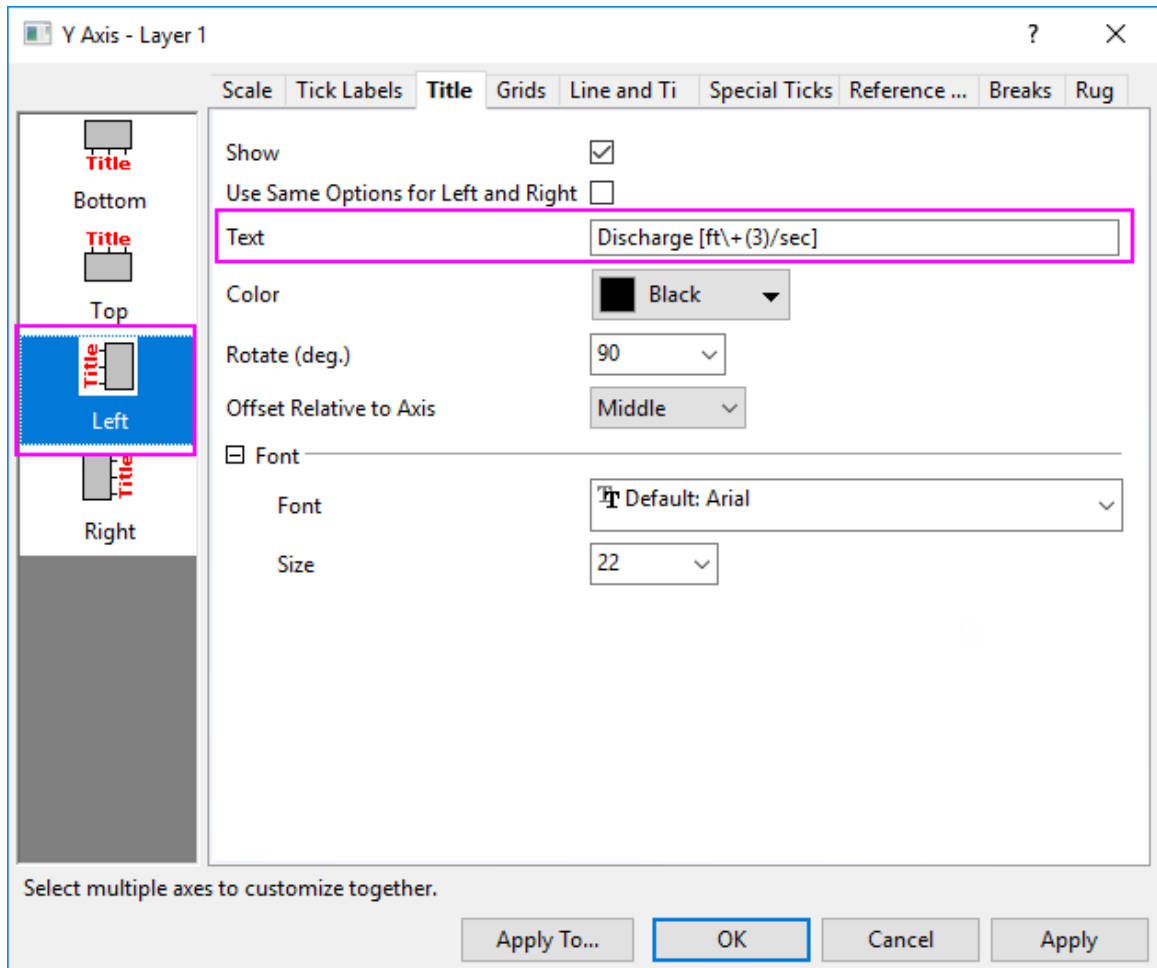 Y Axis - Layer 1
?
Scale Tick Labels Title Grids Line and Ti Special Ticks Reference ... Breaks Rug
Title
Bottom
Title
Top
Title
Left
Title
Right
Show
Use Same Options for Left and Right
Text Discharge [ft\+(3)/sec]
Color Black
Rotate (deg.) 90
Offset Relative to Axis Middle
Font
Font Default: Arial
Size 22
Select multiple axes to customize together.
Apply To... OK Cancel Apply